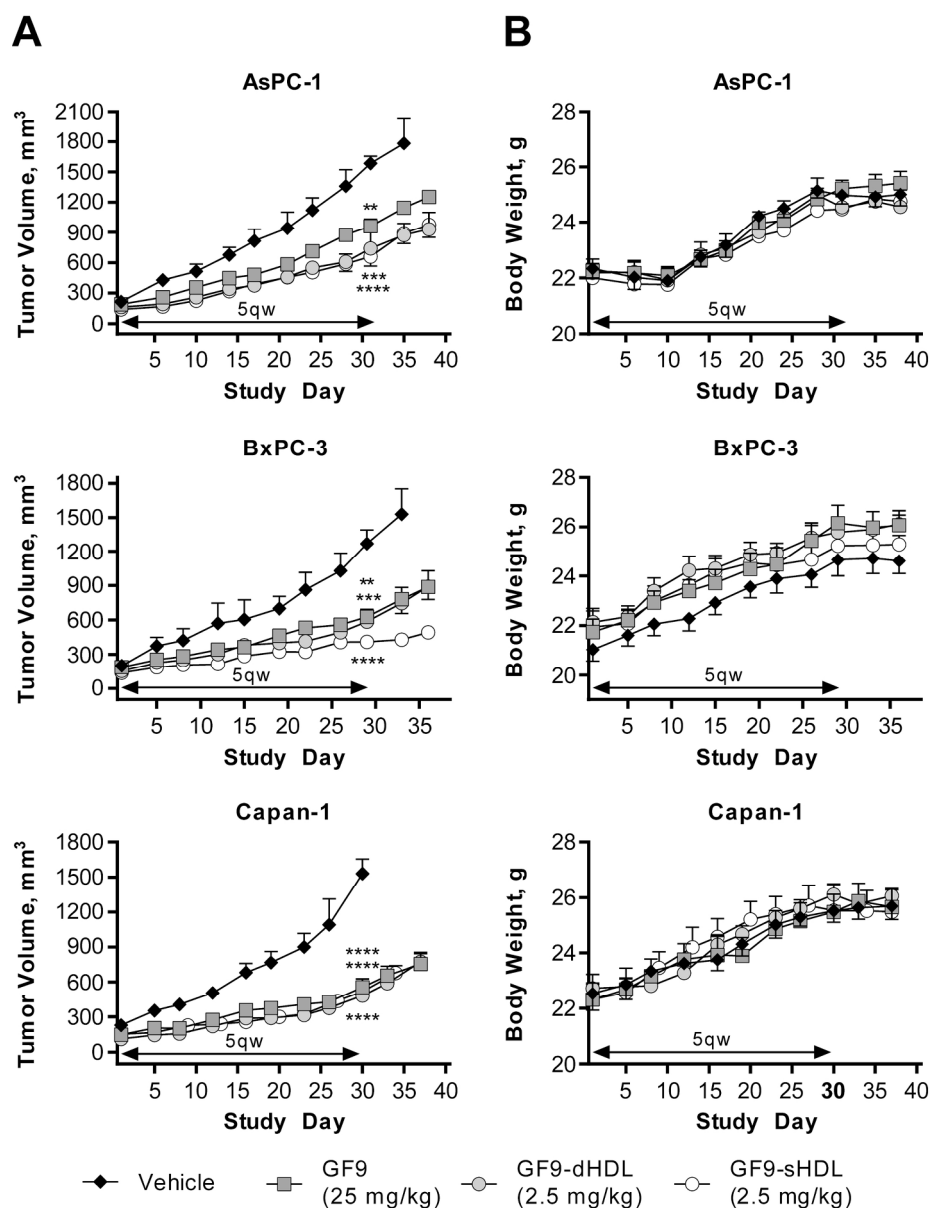 A
B
AsPC-1
Tumor Volume, mm³
2100
1800
1500
1200
900
600
300
0
**
***
****
5qw
5 10 15 20 25 30 35 40
Study Day
AsPC-1
Body Weight, g
28
26
24
22
20
5qw
5 10 15 20 25 30 35 40
Study Day
BxPC-3
Tumor Volume, mm³
1800
1500
1200
900
600
300
0
**
***
****
5qw
5 10 15 20 25 30 35
Study Day
BxPC-3
Body Weight, g
28
26
24
22
20
5qw
5 10 15 20 25 30 35
Study Day
Capan-1
Tumor Volume, mm³
1800
1500
1200
900
600
300
0
****
****
****
5qw
5 10 15 20 25 30 35 40
Study Day
Capan-1
Body Weight, g
28
26
24
22
20
5qw
5 10 15 20 25 30 35 40
Study Day
Vehicle
GF9
(25 mg/kg)
GF9-dHDL
(2.5 mg/kg)
GF9-sHDL
(2.5 mg/kg)